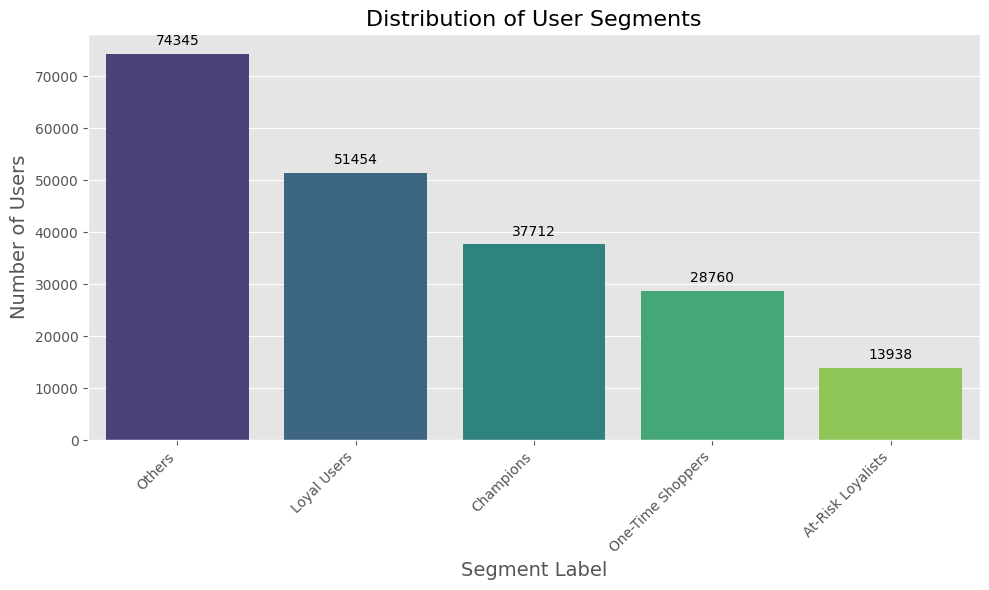 Distribution of User Segments
74345
51454
37712
28760
13938
70000
60000
50000
40000
30000
20000
10000
0
Number of Users
Others
Loyal Users
Champions
One-Time Shoppers
At-Risk Loyalists
Segment Label